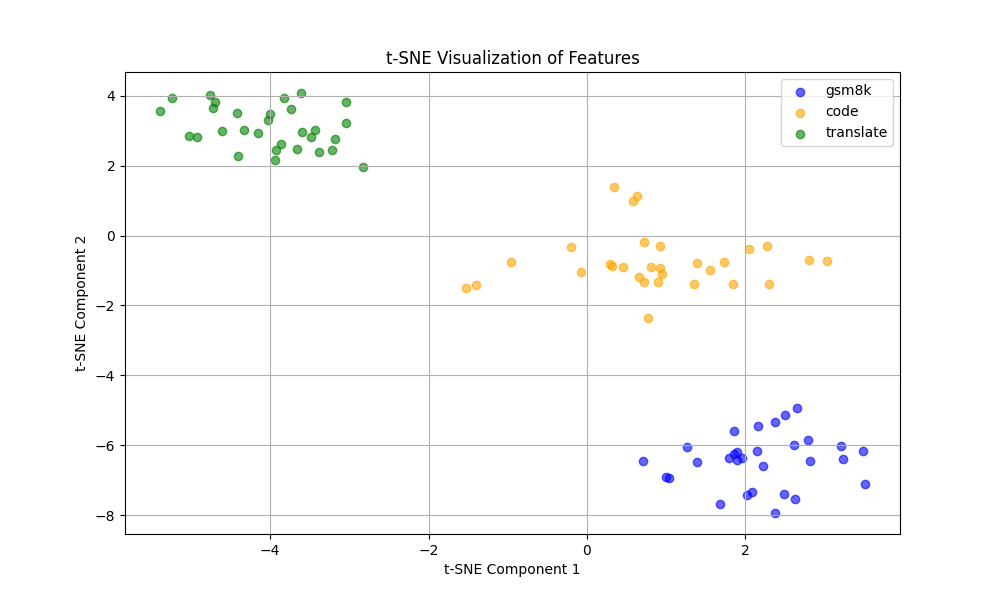 t-SNE Visualization of Features
gsm8k
code
translate
4
2
0
−2
−4
−6
−8
t-SNE Component 2
−4
−2
0
2
t-SNE Component 1